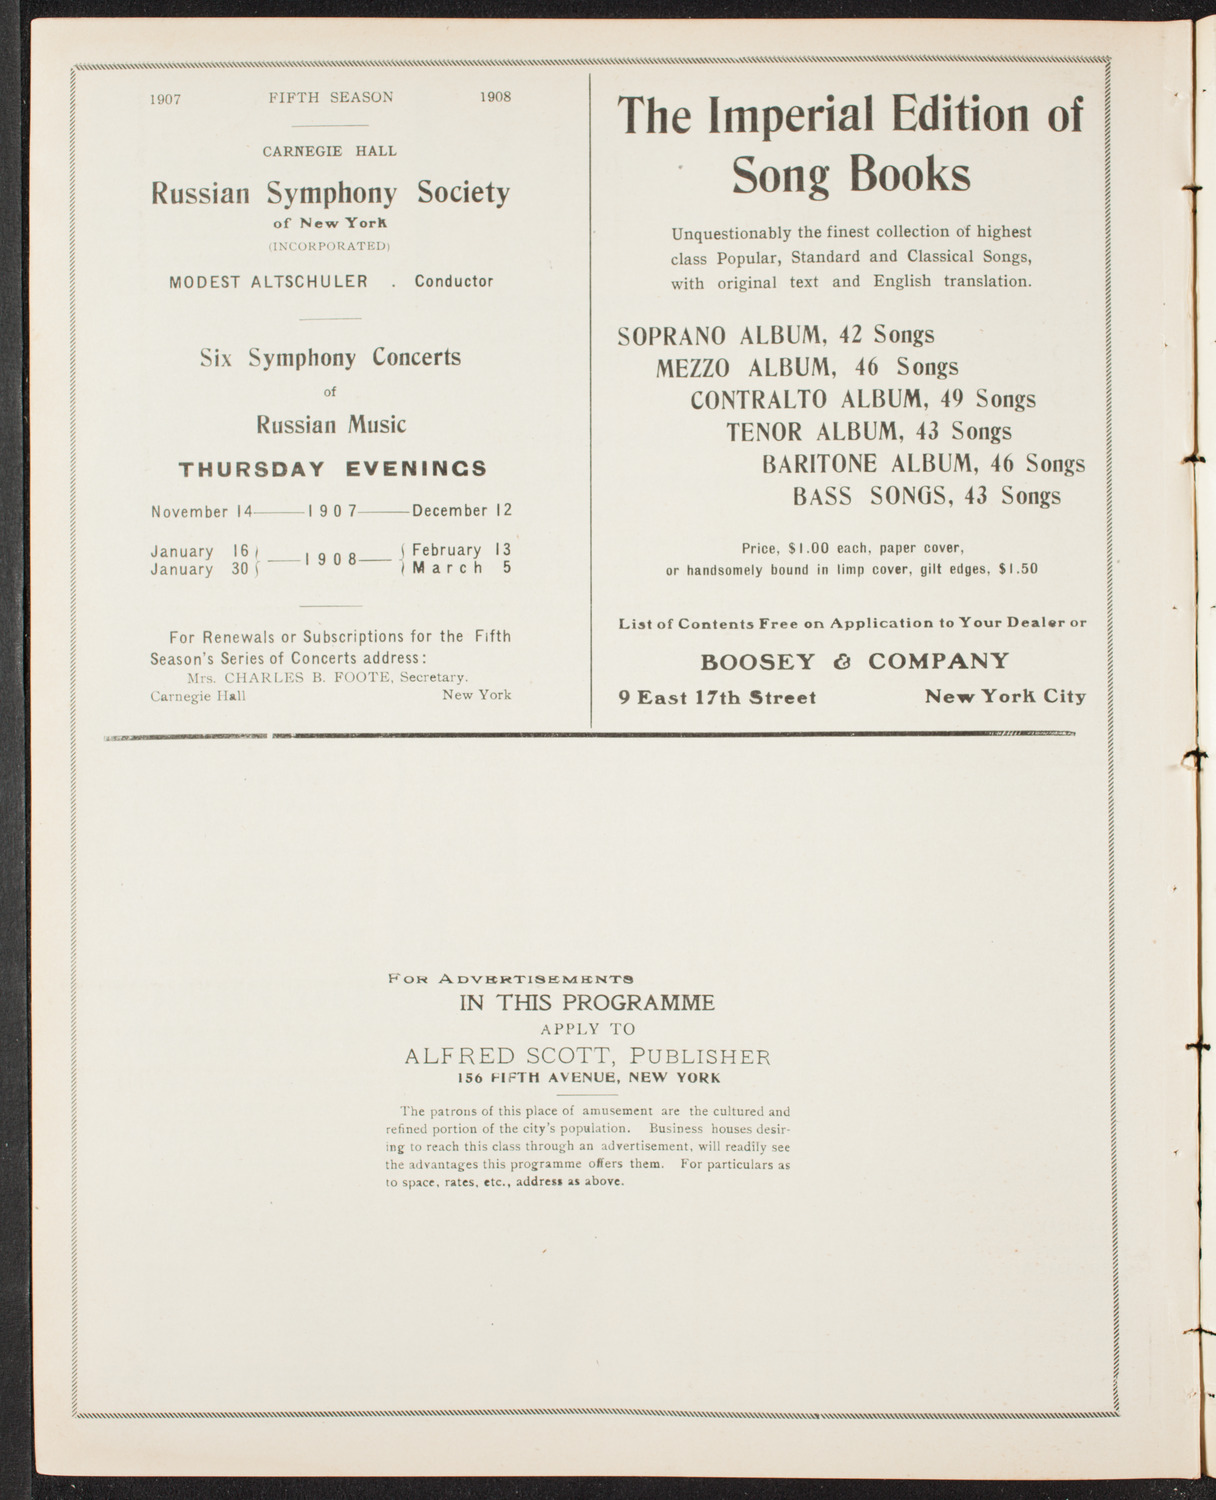 1907 FIFTH SEASON 1908
CARNEGIE HALL
Russian Symphony Society
of New York
(INCORPORATED)
MODEST ALTSCHULER . Conductor
Six Symphony Concerts
of
Russian Music
THURSDAY EVENINGS
November 14——1907——December 12
January 16 } —1908— { February 13
January 30 } { March 5
For Renewals or Subscriptions for the Fifth
Season's Series of Concerts address:
Mrs. CHARLES B. FOOTE, Secretary.
Carnegie Hall New York
The Imperial Edition of
Song Books
Unquestionably the finest collection of highest
class Popular, Standard and Classical Songs,
with original text and English translation.
SOPRANO ALBUM, 42 Songs
MEZZO ALBUM, 46 Songs
CONTRALTO ALBUM, 49 Songs
TENOR ALBUM, 43 Songs
BARITONE ALBUM, 46 Songs
BASS SONGS, 43 Songs
Price, $1.00 each, paper cover,
or handsomely bound in limp cover, gilt edges, $1.50
List of Contents Free on Application to Your Dealer or
BOOSEY & COMPANY
9 East 17th Street New York City
FOR ADVERTISEMENTS
IN THIS PROGRAMME
APPLY TO
ALFRED SCOTT, PUBLISHER
156 FIFTH AVENUE, NEW YORK
The patrons of this place of amusement are the cultured and
refined portion of the city's population. Business houses desir-
ing to reach this class through an advertisement, will readily see
the advantages this programme offers them. For particulars as
to space, rates, etc., address as above.